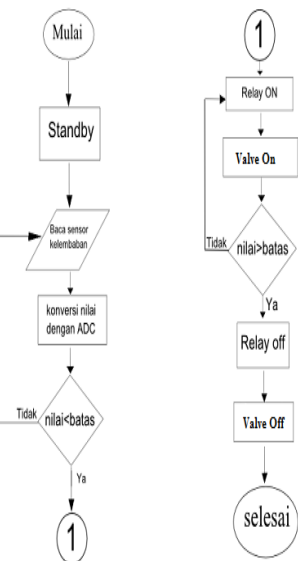 Mulai
Standby
Baca sensor
kelembaban
konversi nilai
dengan ADC
Tidak
nilai<batas
Ya
1
1
Relay ON
Valve On
Tidak
nilai>batas
Ya
Relay off
Valve Off
selesai